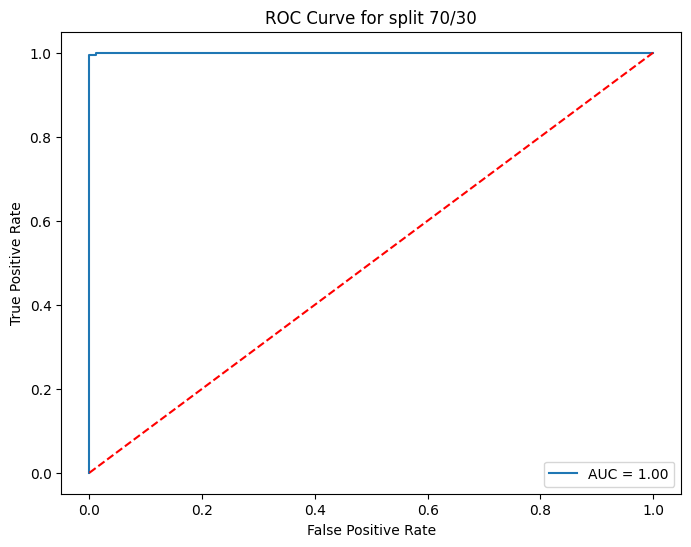 ROC Curve for split 70/30
True Positive Rate
1.0
0.8
0.6
0.4
0.2
0.0
AUC = 1.00
0.0 0.2 0.4 0.6 0.8 1.0
False Positive Rate